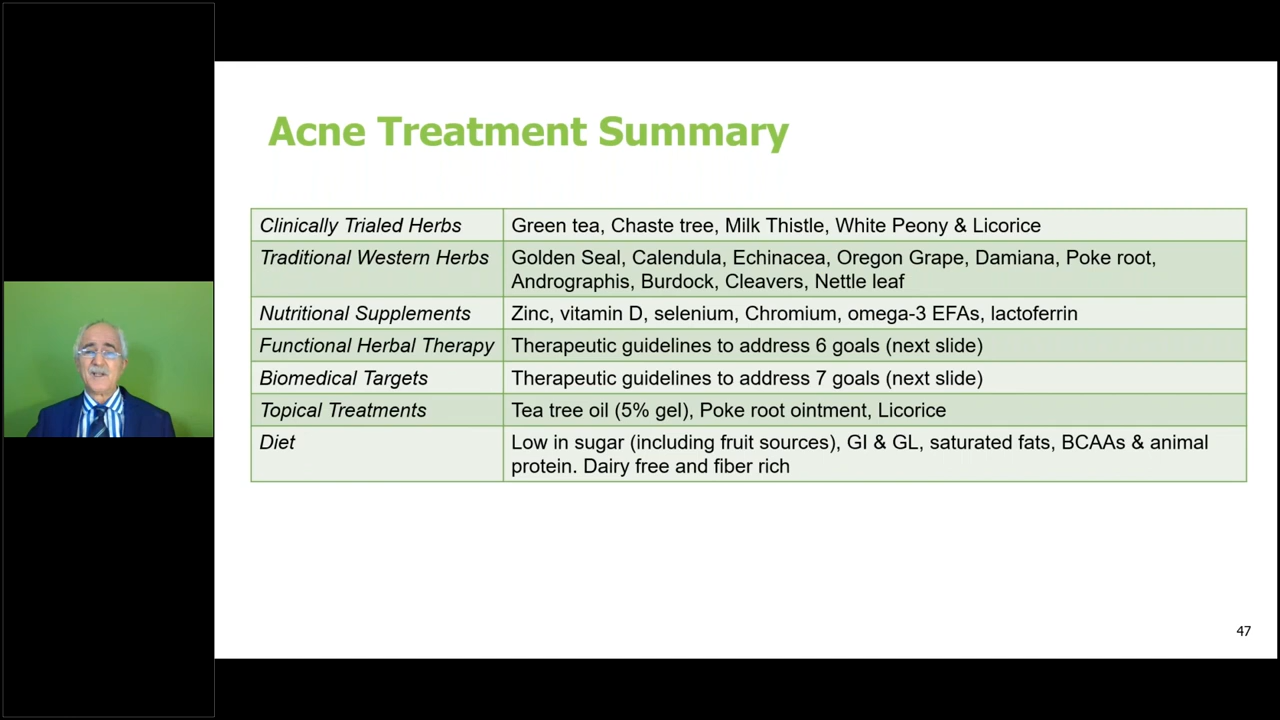 Acne Treatment Summary
Clinically Trialed Herbs
Green tea, Chaste tree, Milk Thistle, White Peony & Licorice
Traditional Western Herbs
Golden Seal, Calendula, Echinacea, Oregon Grape, Damiana, Poke root,
Andrographis, Burdock, Cleavers, Nettle leaf
Nutritional Supplements
Zinc, vitamin D, selenium, Chromium, omega-3 EFAs, lactoferrin
Functional Herbal Therapy
Therapeutic guidelines to address 6 goals (next slide)
Biomedical Targets
Therapeutic guidelines to address 7 goals (next slide)
Topical Treatments
Tea tree oil (5% gel), Poke root ointment, Licorice
Diet
Low in sugar (including fruit sources), GI & GL, saturated fats, BCAAs & animal
protein. Dairy free and fiber rich
47